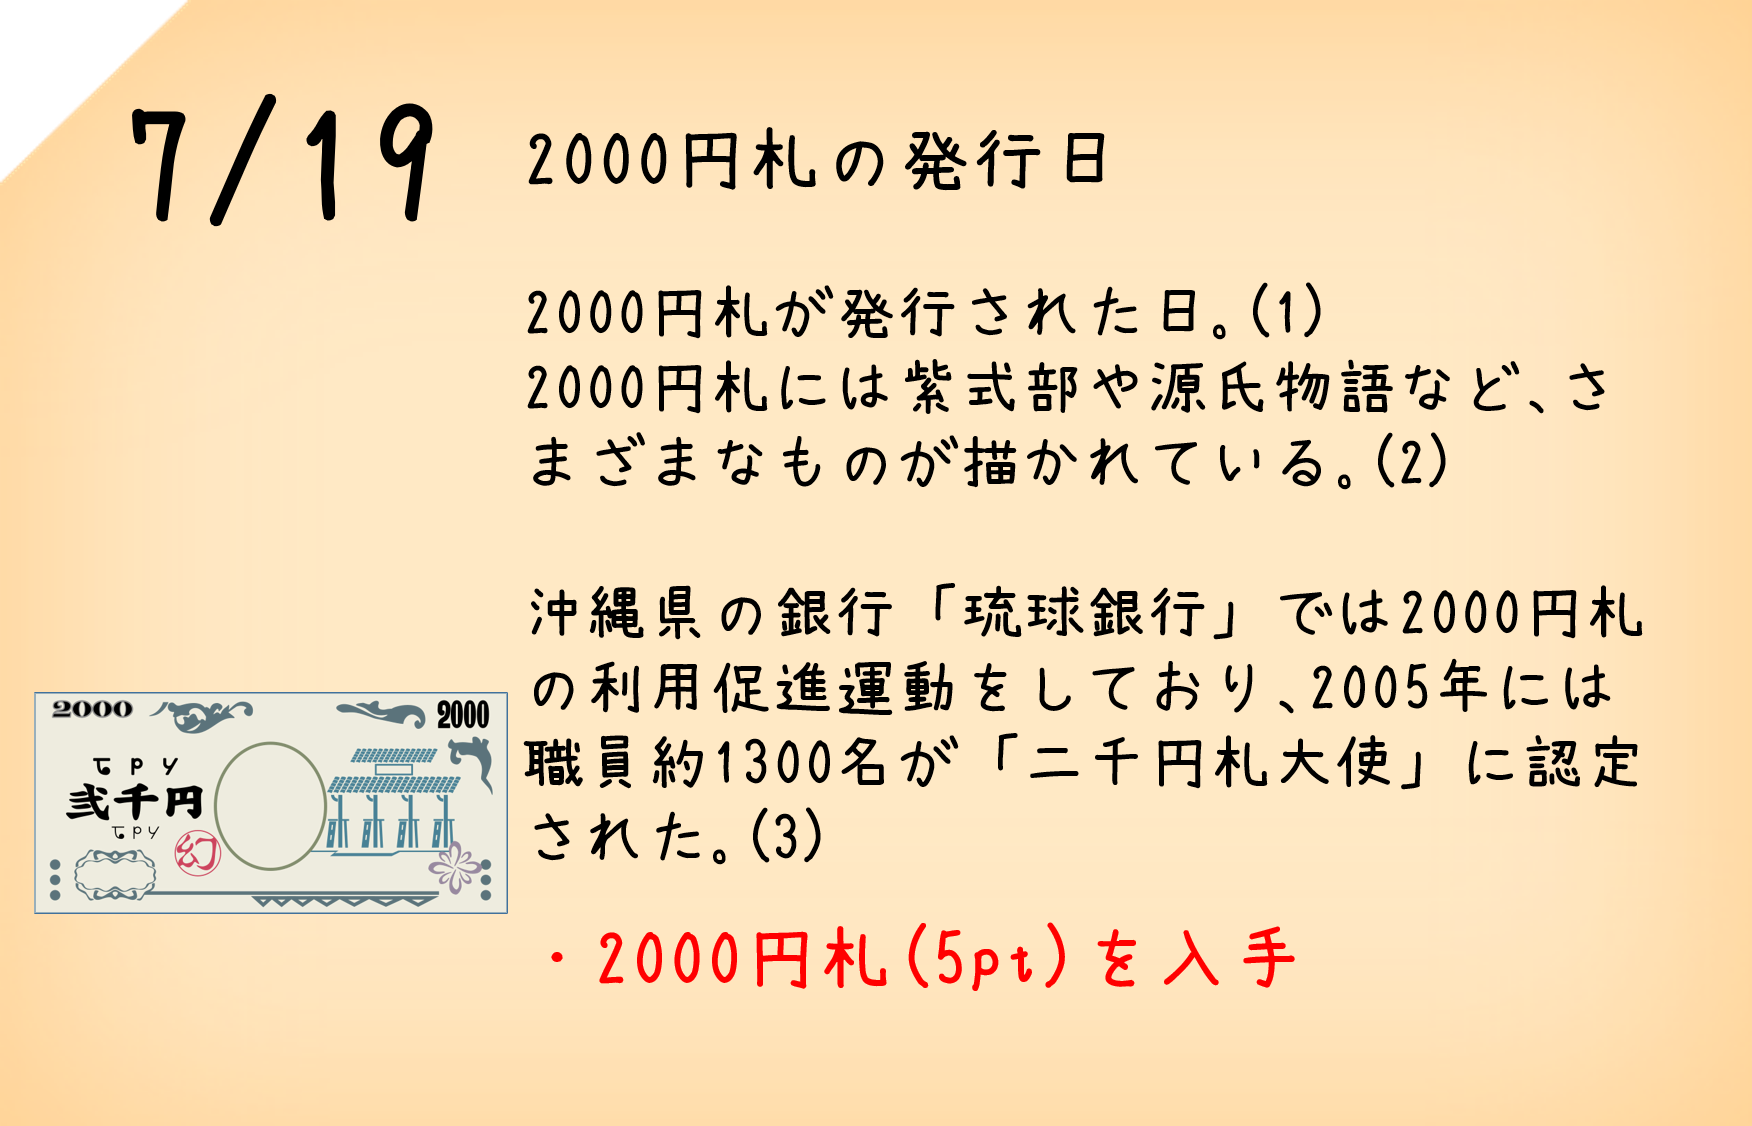 7/19
2000円札の発行日
2000円札が発行された日。(1)
2000円札には紫式部や源氏物語など、さ
まざまなものが描かれている。(2)
沖縄県の銀行「琉球銀行」では2000円札
の利用促進運動をしており、2005年には
職員約1300名が「二千円札大使」に認定
された。(3)
・2000円札(5pt)を入手
2000
2000
て p y
弐千円
て p y
幻